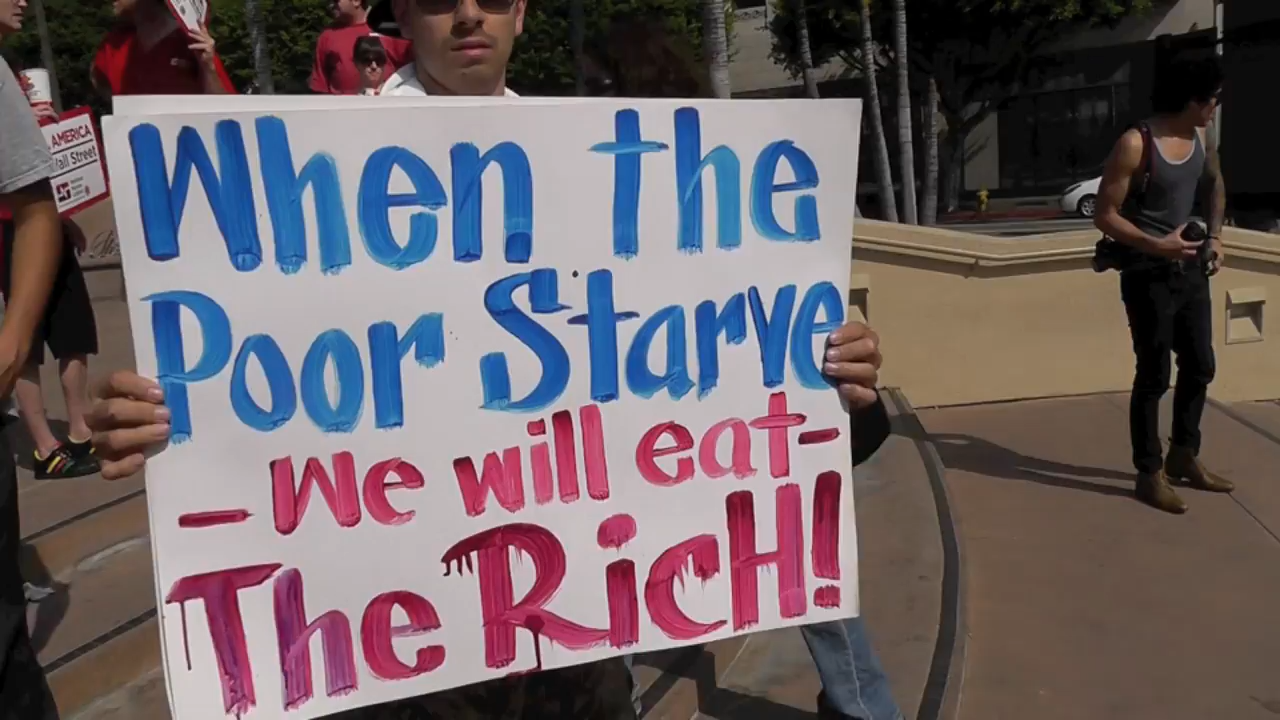 When the
Poor Starve
- We will eat -
The RicH!
AMERICA
Wall Street